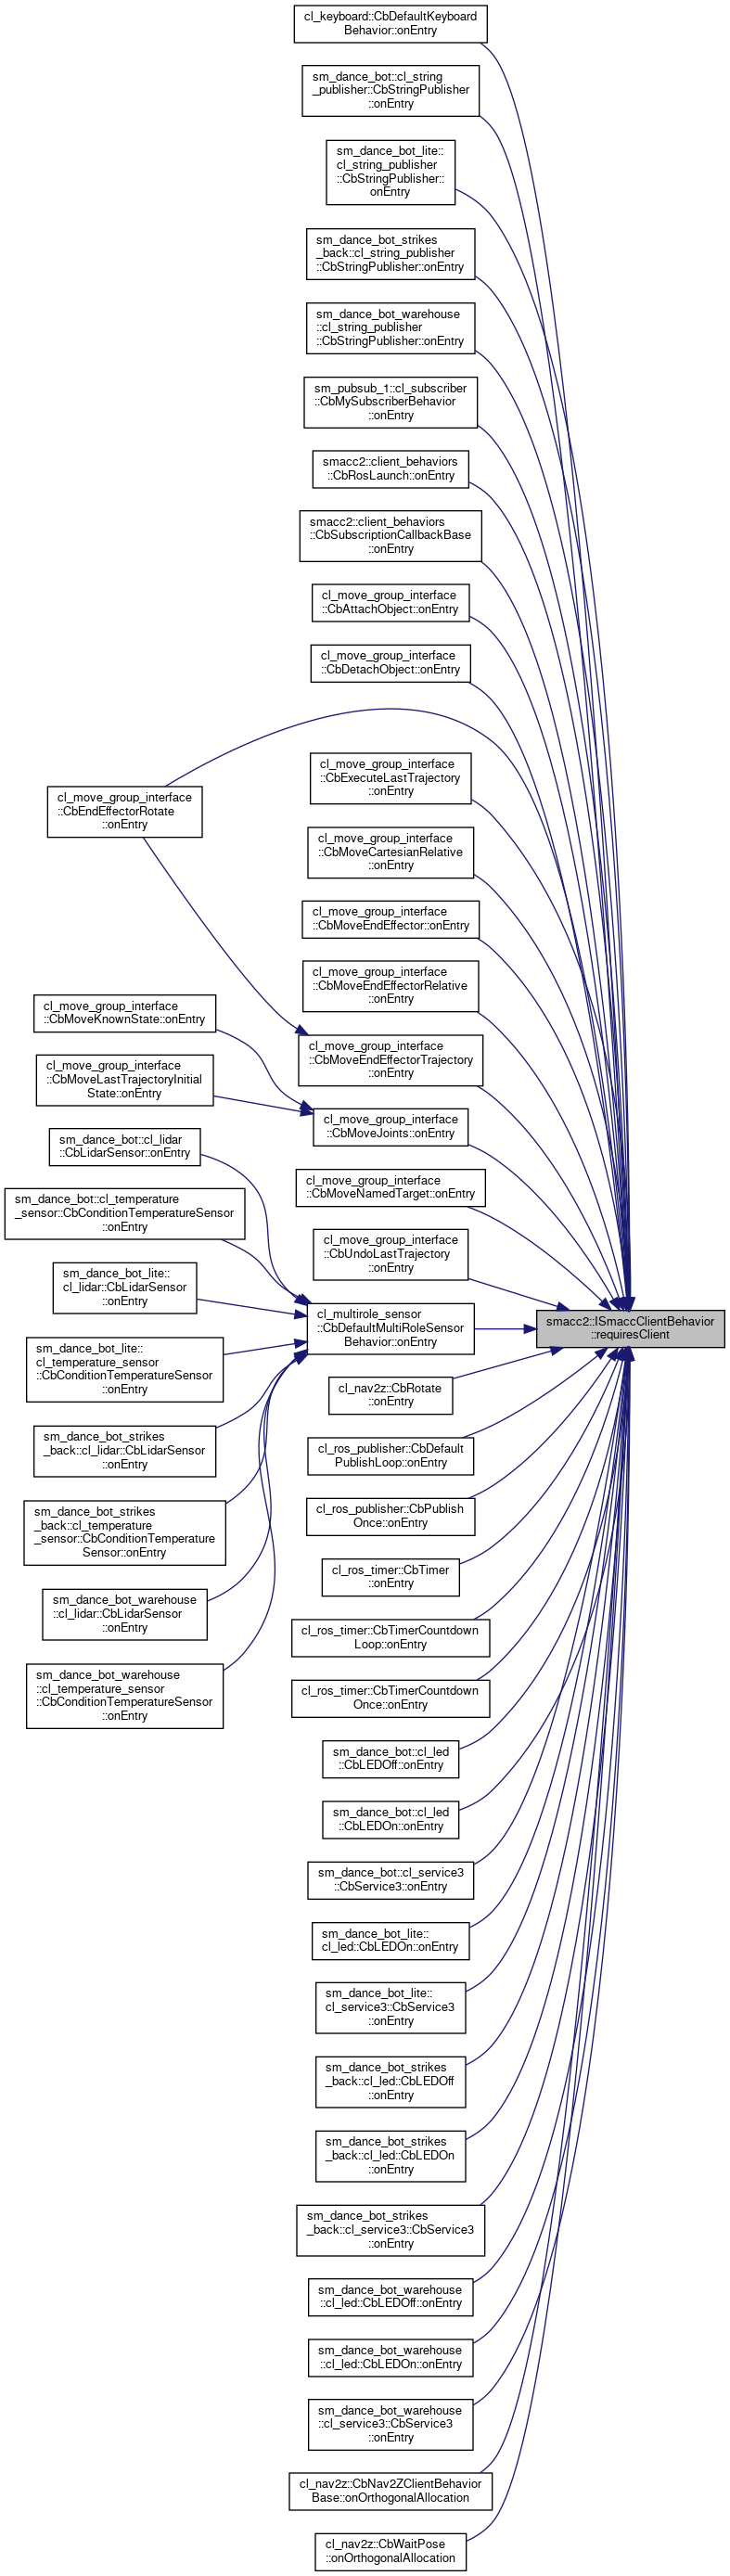 cl_keyboard::CbDefaultKeyboard
Behavior::onEntry
sm_dance_bot::cl_string
_publisher::CbStringPublisher
::onEntry
sm_dance_bot_lite::
cl_string_publisher
::CbStringPublisher::
onEntry
sm_dance_bot_strikes
_back::cl_string_publisher
::CbStringPublisher::onEntry
sm_dance_bot_warehouse
::cl_string_publisher
::CbStringPublisher::onEntry
sm_pubsub_1::cl_subscriber
::CbMySubscriberBehavior
::onEntry
smacc2::client_behaviors
::CbRosLaunch::onEntry
smacc2::client_behaviors
::CbSubscriptionCallbackBase
::onEntry
cl_move_group_interface
::CbAttachObject::onEntry
cl_move_group_interface
::CbDetachObject::onEntry
cl_move_group_interface
::CbExecuteLastTrajectory
::onEntry
cl_move_group_interface
::CbEndEffectorRotate
::onEntry
cl_move_group_interface
::CbMoveCartesianRelative
::onEntry
cl_move_group_interface
::CbMoveEndEffector::onEntry
cl_move_group_interface
::CbMoveEndEffectorRelative
::onEntry
cl_move_group_interface
::CbMoveKnownState::onEntry
cl_move_group_interface
::CbMoveEndEffectorTrajectory
::onEntry
cl_move_group_interface
::CbMoveLastTrajectoryInitial
State::onEntry
cl_move_group_interface
::CbMoveJoints::onEntry
sm_dance_bot::cl_lidar
::CbLidarSensor::onEntry
cl_move_group_interface
::CbMoveNamedTarget::onEntry
sm_dance_bot::cl_temperature
_sensor::CbConditionTemperatureSensor
::onEntry
cl_move_group_interface
::CbUndoLastTrajectory
::onEntry
sm_dance_bot_lite::
cl_lidar::CbLidarSensor
::onEntry
cl_multirole_sensor
::CbDefaultMultiRoleSensor
Behavior::onEntry
smacc2::ISmaccClientBehavior
::requiresClient
sm_dance_bot_lite::
cl_temperature_sensor
::CbConditionTemperatureSensor
::onEntry
cl_nav2z::CbRotate
::onEntry
sm_dance_bot_strikes
_back::cl_lidar::CbLidarSensor
::onEntry
cl_ros_publisher::CbDefault
PublishLoop::onEntry
sm_dance_bot_strikes
_back::cl_temperature
_sensor::CbConditionTemperature
Sensor::onEntry
cl_ros_publisher::CbPublish
Once::onEntry
cl_ros_timer::CbTimer
::onEntry
sm_dance_bot_warehouse
::cl_lidar::CbLidarSensor
::onEntry
cl_ros_timer::CbTimerCountdown
Loop::onEntry
sm_dance_bot_warehouse
::cl_temperature_sensor
::CbConditionTemperatureSensor
::onEntry
cl_ros_timer::CbTimerCountdown
Once::onEntry
sm_dance_bot::cl_led
::CbLEDOff::onEntry
sm_dance_bot::cl_led
::CbLEDOn::onEntry
sm_dance_bot::cl_service3
::CbService3::onEntry
sm_dance_bot_lite::
cl_led::CbLEDOn::onEntry
sm_dance_bot_lite::
cl_service3::CbService3
::onEntry
sm_dance_bot_strikes
_back::cl_led::CbLEDOff
::onEntry
sm_dance_bot_strikes
_back::cl_led::CbLEDOn
::onEntry
sm_dance_bot_strikes
_back::cl_service3::CbService3
::onEntry
sm_dance_bot_warehouse
::cl_led::CbLEDOff::onEntry
sm_dance_bot_warehouse
::cl_led::CbLEDOn::onEntry
sm_dance_bot_warehouse
::cl_service3::CbService3
::onEntry
cl_nav2z::CbNav2ZClientBehavior
Base::onOrthogonalAllocation
cl_nav2z::CbWaitPose
::onOrthogonalAllocation